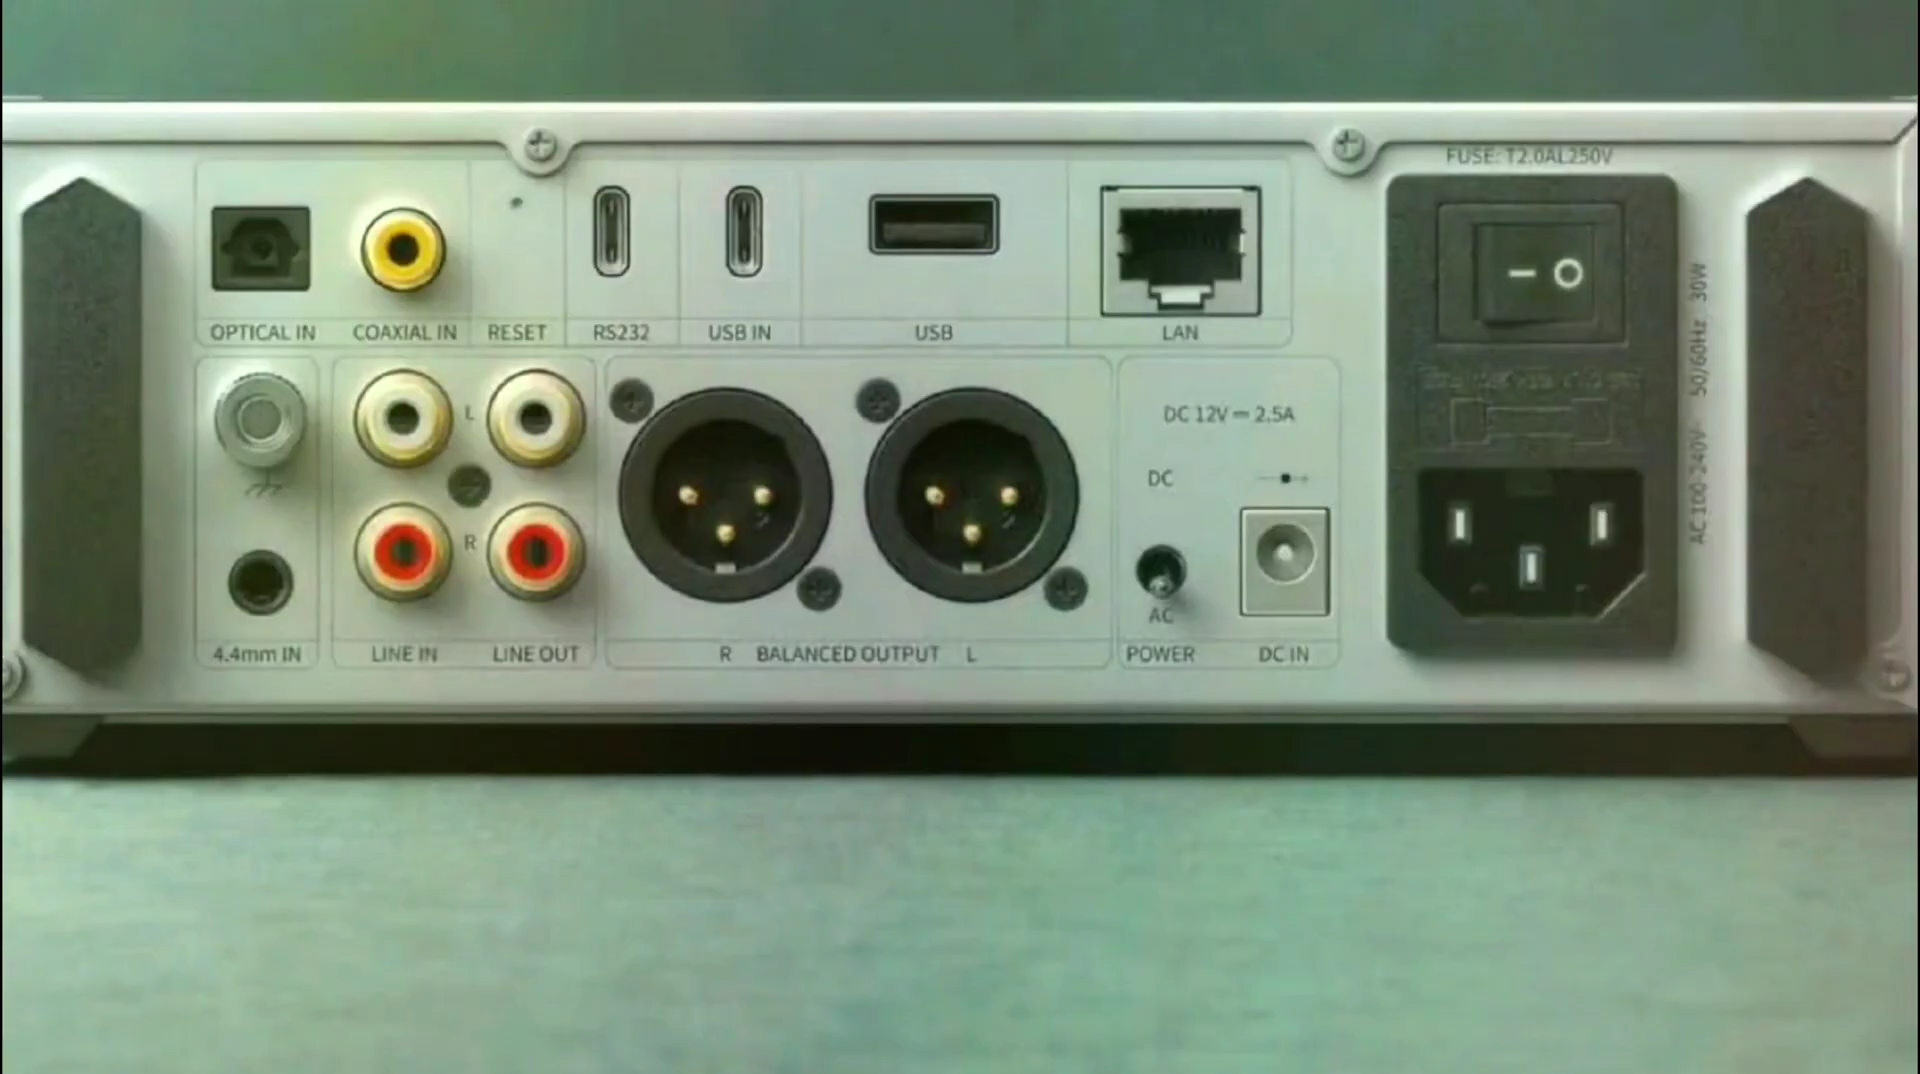 FUSE: T2.0AL250V
OPTICAL IN
COAXIAL IN
RESET
RS232
USB IN
USB
LAN
AC 100-240V~ 50/60Hz 30W
L
R
DC 12V ⎓ 2.5A
DC
AC
4.4mm IN
LINE IN
LINE OUT
R BALANCED OUTPUT L
POWER
DC IN